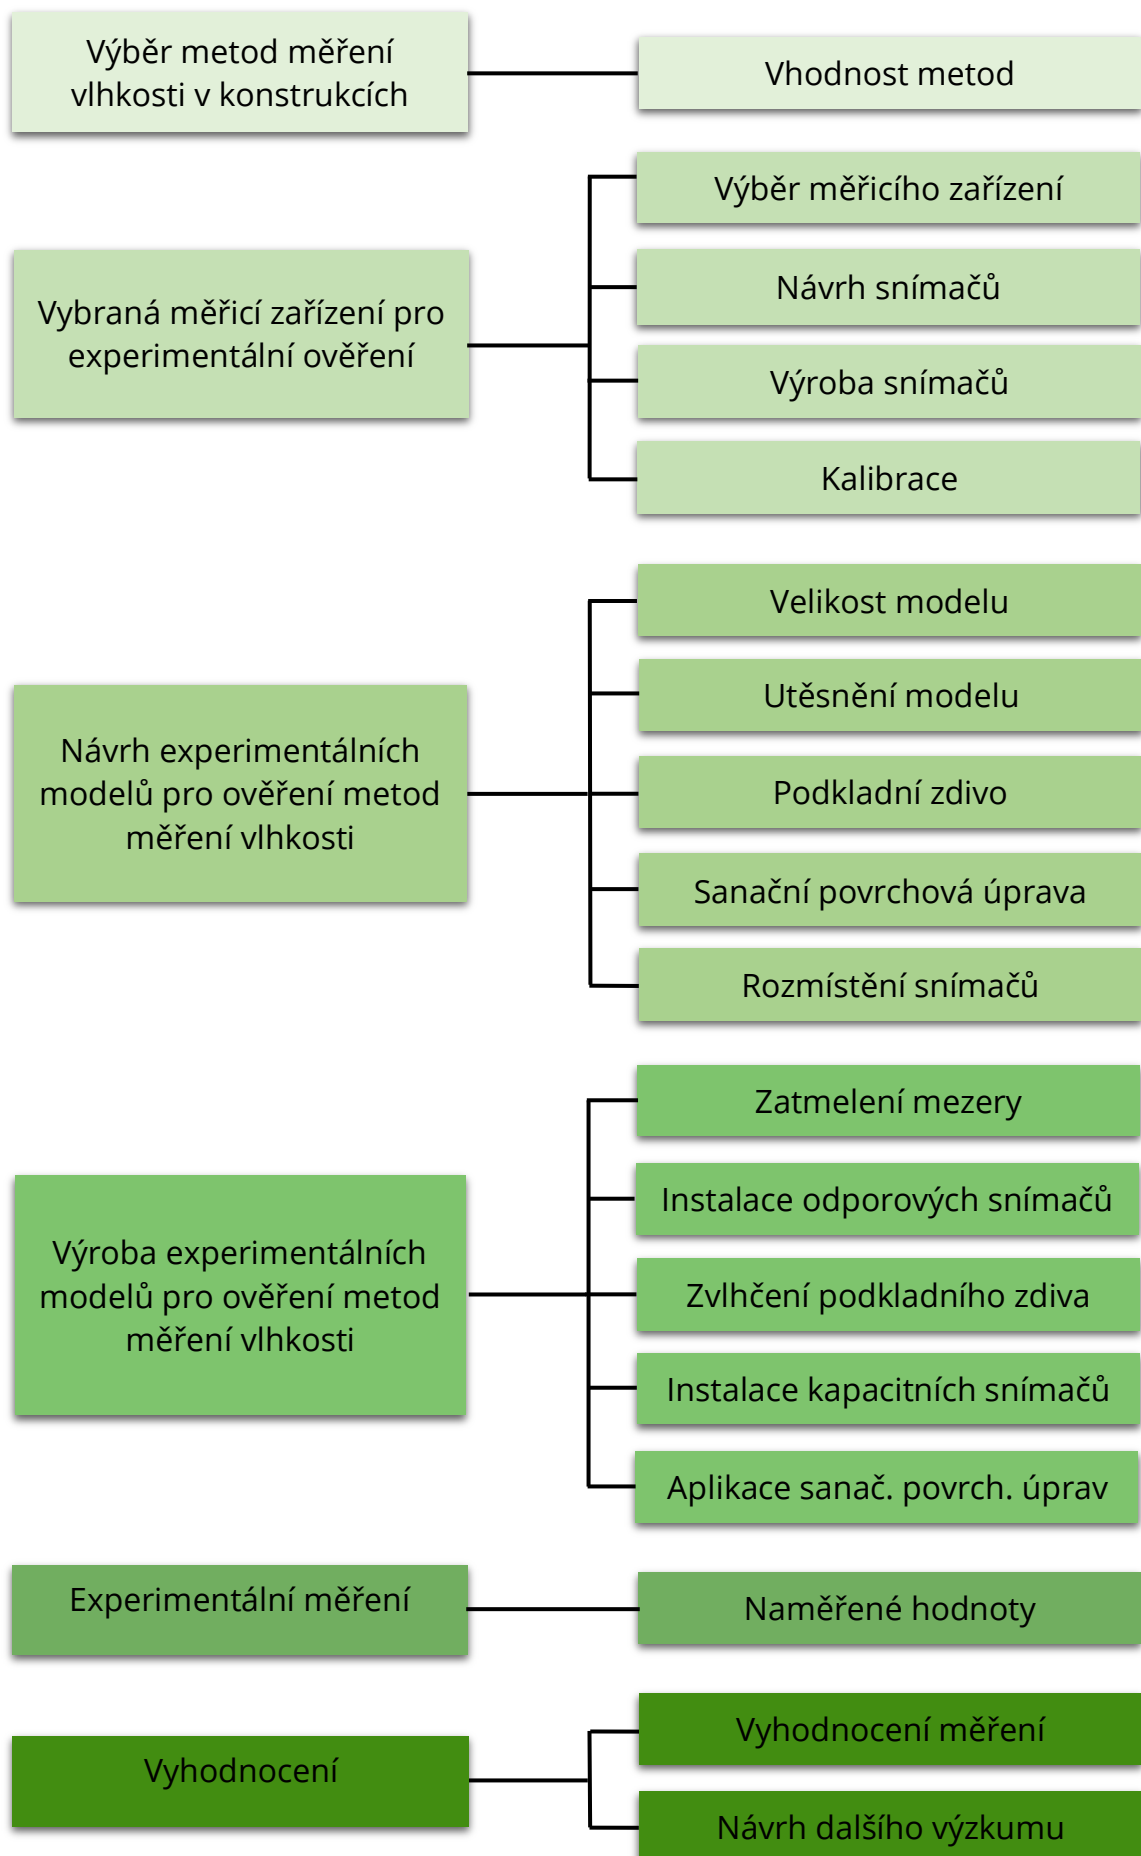 Výběr metod měření
vlhkosti v konstrukcích
Vhodnost metod
Vybraná měřicí zařízení pro
experimentální ověření
Výběr měřicího zařízení
Návrh snímačů
Výroba snímačů
Kalibrace
Návrh experimentálních
modelů pro ověření metod
měření vlhkosti
Velikost modelu
Utěsnění modelu
Podkladní zdivo
Sanační povrchová úprava
Rozmístění snímačů
Výroba experimentálních
modelů pro ověření metod
měření vlhkosti
Zatmelení mezery
Instalace odporových snímačů
Zvlhčení podkladního zdiva
Instalace kapacitních snímačů
Aplikace sanač. povrch. úprav
Experimentální měření
Naměřené hodnoty
Vyhodnocení
Vyhodnocení měření
Návrh dalšího výzkumu